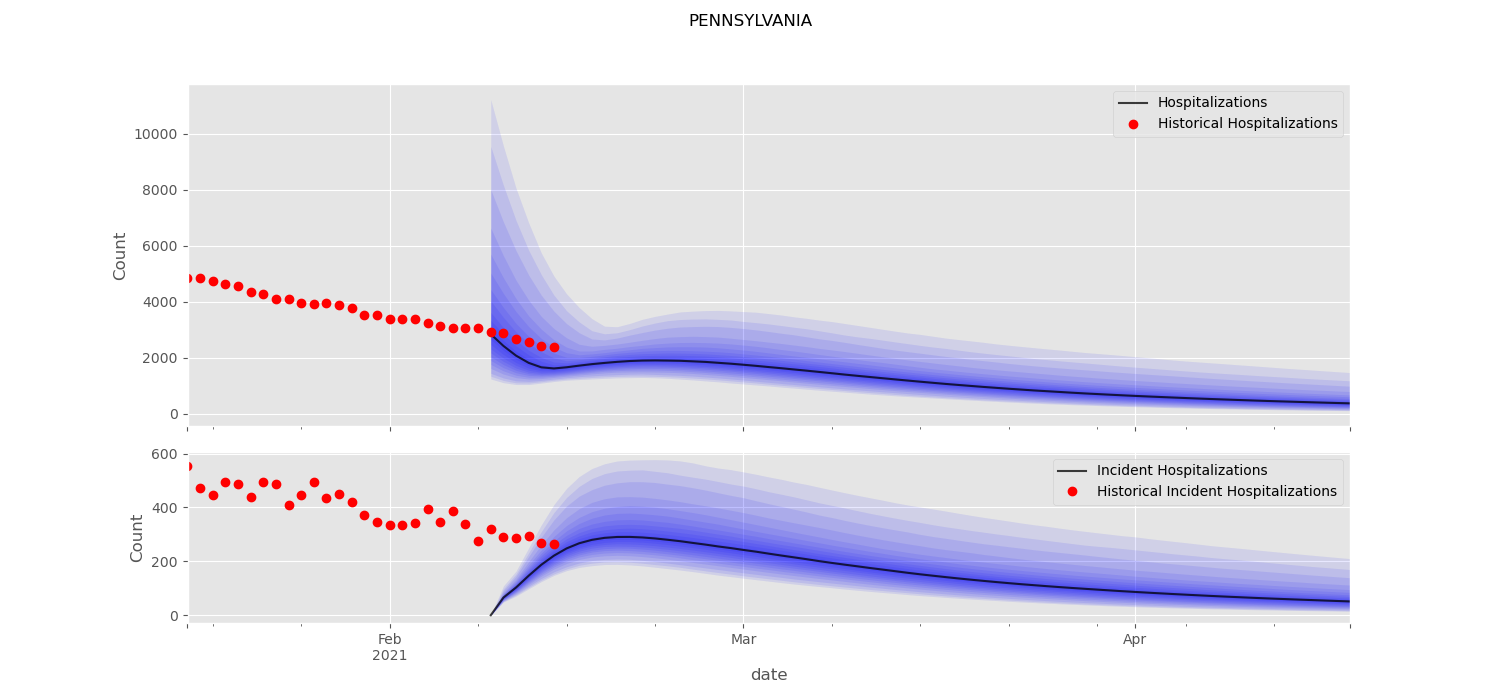 PENNSYLVANIA
Hospitalizations
Historical Hospitalizations
10000
8000
6000
4000
2000
0
Count
Incident Hospitalizations
Historical Incident Hospitalizations
600
400
200
0
Count
Feb
2021
Mar
Apr
date